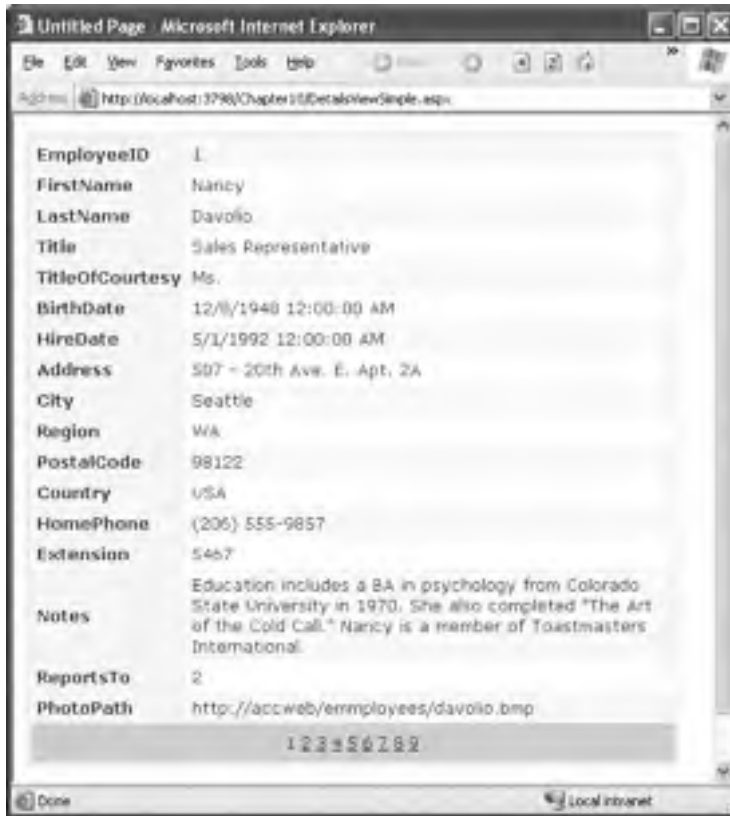 Untitled Page - Microsoft Internet Explorer
File Edit View Favorites Tools Help
Address http://localhost:3798/Chapter10/DetailsViewSimple.aspx
EmployeeID 1
FirstName Nancy
LastName Davolio
Title Sales Representative
TitleOfCourtesy Ms.
BirthDate 12/8/1948 12:00:00 AM
HireDate 5/1/1992 12:00:00 AM
Address 507 - 20th Ave. E. Apt. 2A
City Seattle
Region WA
PostalCode 98122
Country USA
HomePhone (206) 555-9857
Extension 5467
Notes Education includes a BA in psychology from Colorado
State University in 1970. She also completed "The Art
of the Cold Call." Nancy is a member of Toastmasters
International.
ReportsTo 2
PhotoPath http://accweb/emmployees/davolio.bmp
1 2 3 4 5 6 7 8 9
Done Local intranet